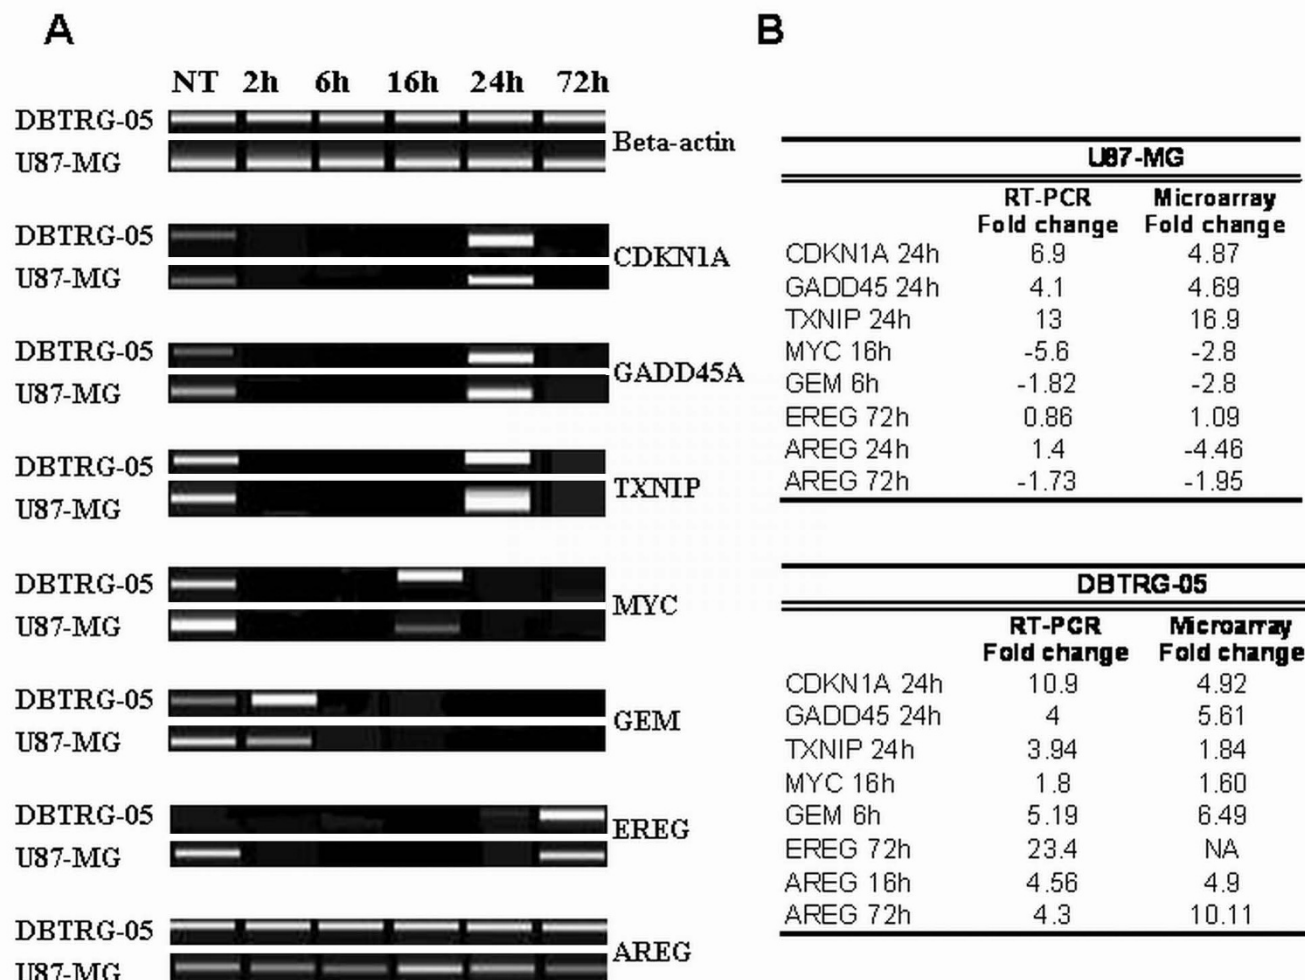 A
B
NT 2h 6h 16h 24h 72h
DBTRG-05
U87-MG
Beta-actin
DBTRG-05
U87-MG
CDKN1A
DBTRG-05
U87-MG
GADD45A
DBTRG-05
U87-MG
TXNIP
DBTRG-05
U87-MG
MYC
DBTRG-05
U87-MG
GEM
DBTRG-05
U87-MG
EREG
DBTRG-05
U87-MG
AREG
U87-MG
RT-PCR Microarray
Fold change Fold change
CDKN1A 24h 6.9 4.87
GADD45 24h 4.1 4.69
TXNIP 24h 13 16.9
MYC 16h -5.6 -2.8
GEM 6h -1.82 -2.8
EREG 72h 0.86 1.09
AREG 24h 1.4 -4.46
AREG 72h -1.73 -1.95
DBTRG-05
RT-PCR Microarray
Fold change Fold change
CDKN1A 24h 10.9 4.92
GADD45 24h 4 5.61
TXNIP 24h 3.94 1.84
MYC 16h 1.8 1.60
GEM 6h 5.19 6.49
EREG 72h 23.4 NA
AREG 16h 4.56 4.9
AREG 72h 4.3 10.11